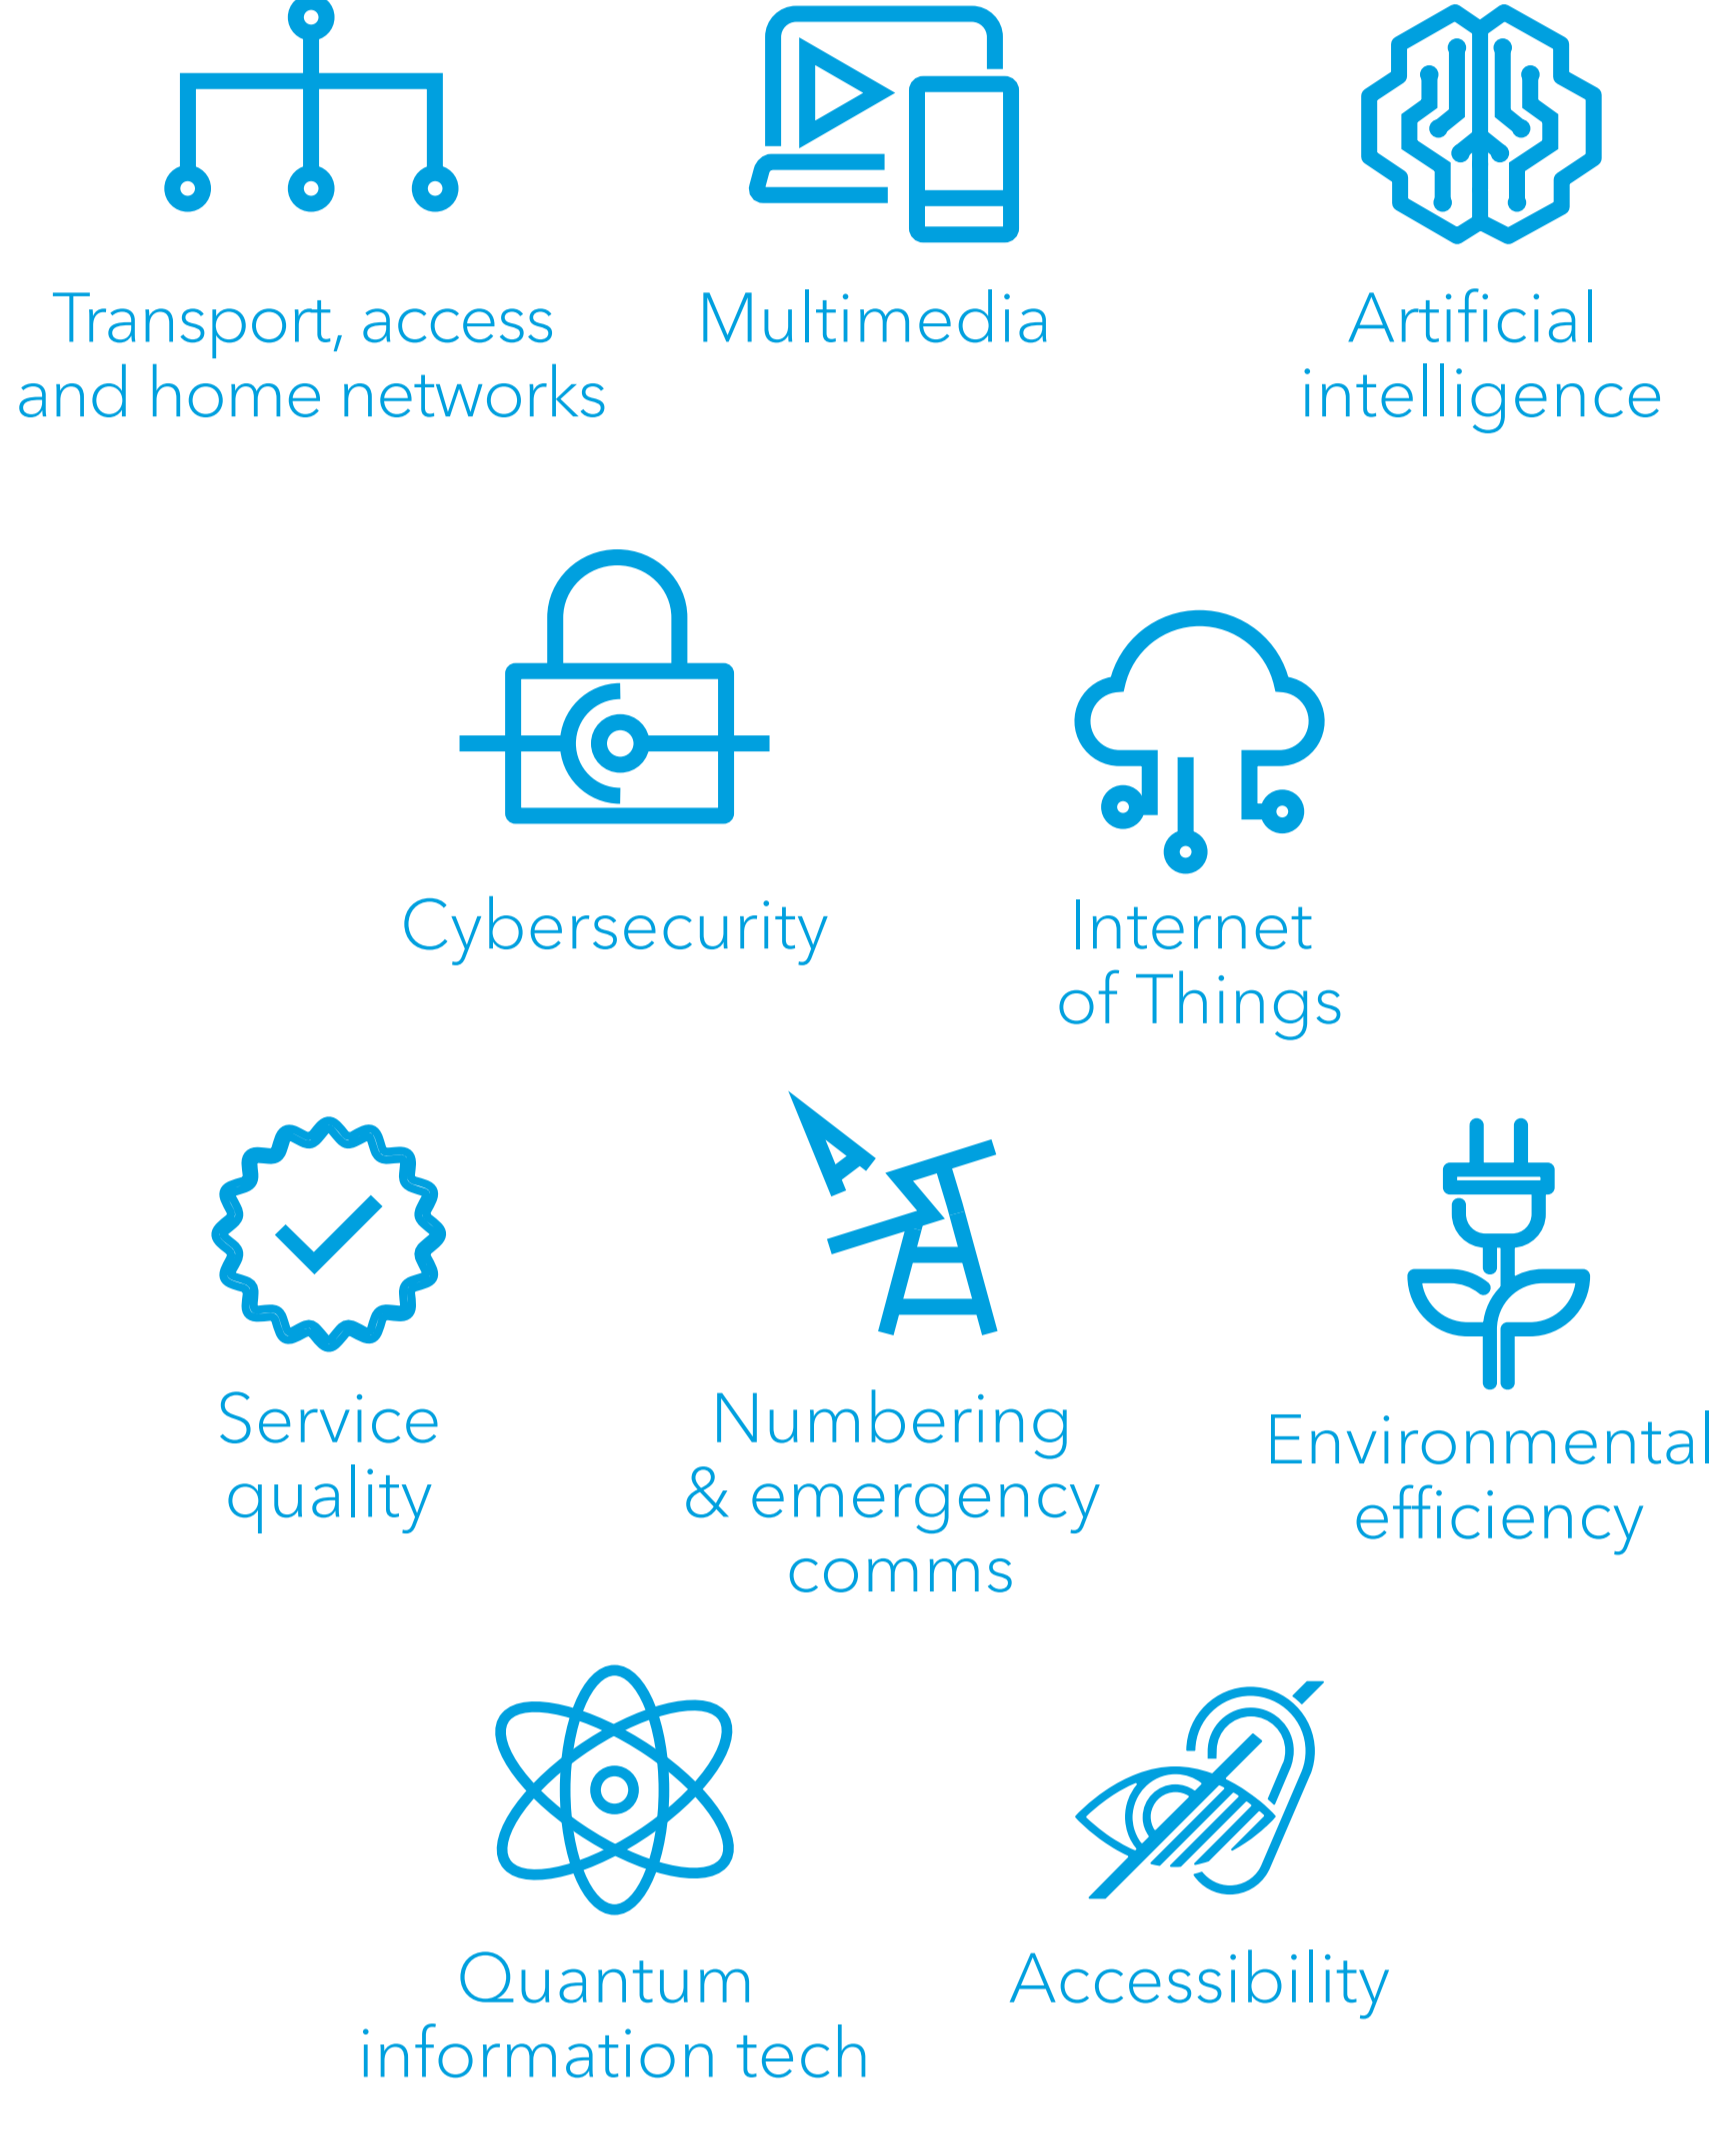 Transport, access
and home networks
Multimedia
Artificial
intelligence
Cybersecurity
Internet
of Things
Service
quality
Numbering
& emergency
comms
Environmental
efficiency
Quantum
information tech
Accessibility